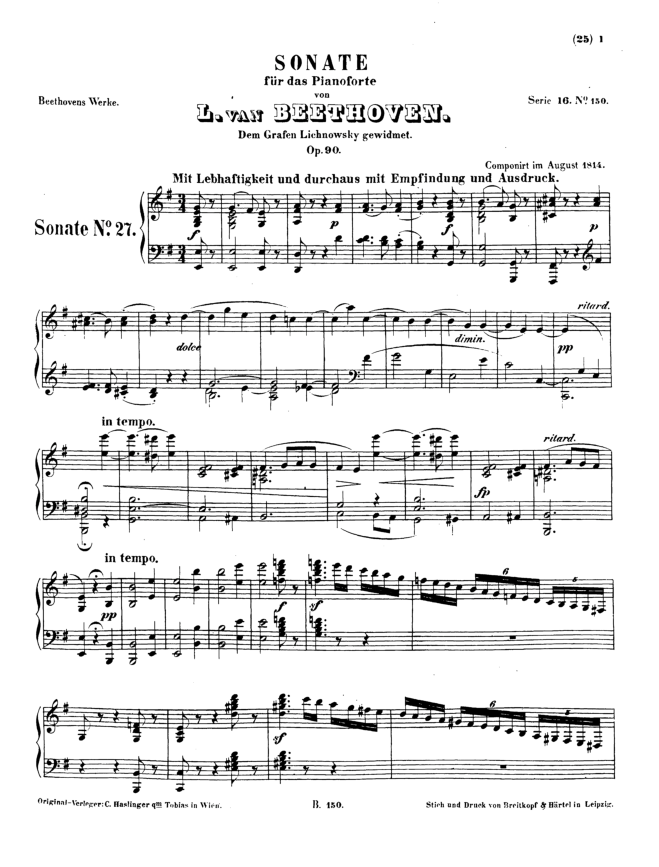 (25) 1
SONATE
für das Pianoforte
von
Beethovens Werke.
L. VAN BEETHOVEN.
Serie 16. No 150.
Dem Grafen Lichnowsky gewidmet.
Op. 90.
Componirt im August 1814.
Mit Lebhaftigkeit und durchaus mit Empfindung und Ausdruck.
Sonate No 27.
f p f p
ritard.
dolce dimin. pp
in tempo.
ritard.
fp
in tempo.
pp f sf 6 5
sf 6 5
Original-Verleger: C. Haslinger qm Tobias in Wien.
B. 150.
Stich und Druck von Breitkopf & Härtel in Leipzig.